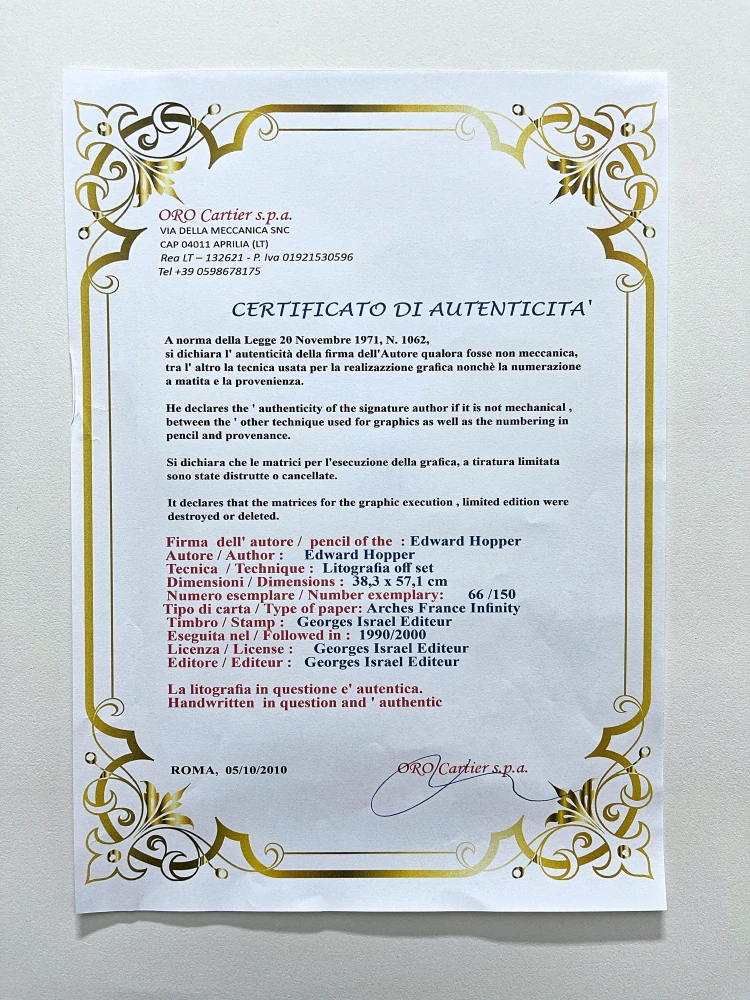 ORO Cartier s.p.a.
VIA DELLA MECCANICA SNC
CAP 04011 APRILIA (LT)
Rea LT – 132621 - P. Iva 01921530596
Tel +39 0598678175
CERTIFICATO DI AUTENTICITA'
A norma della Legge 20 Novembre 1971, N. 1062,
si dichiara l' autenticità della firma dell'Autore qualora fosse non meccanica,
tra l' altro la tecnica usata per la realizazzione grafica nonchè la numerazione
a matita e la provenienza.
He declares the ' authenticity of the signature author if it is not mechanical ,
between the ' other technique used for graphics as well as the numbering in
pencil and provenance.
Si dichiara che le matrici per l'esecuzione della grafica, a tiratura limitata
sono state distrutte o cancellate.
It declares that the matrices for the graphic execution , limited edition were
destroyed or deleted.
Firma dell' autore / pencil of the : Edward Hopper
Autore / Author : Edward Hopper
Tecnica / Technique : Litografia off set
Dimensioni / Dimensions : 38,3 x 57,1 cm
Numero esemplare / Number exemplary: 66 /150
Tipo di carta / Type of paper: Arches France Infinity
Timbro / Stamp : Georges Israel Editeur
Eseguita nel / Followed in : 1990/2000
Licenza / License : Georges Israel Editeur
Editore / Editeur : Georges Israel Editeur
La litografia in questione e' autentica.
Handwritten in question and ' authentic
ROMA, 05/10/2010
ORO Cartier s.p.a.